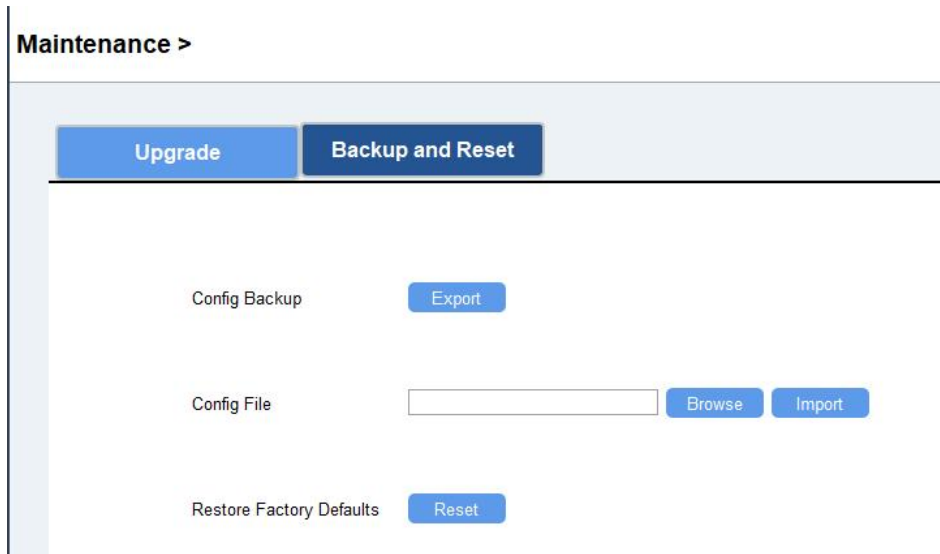 Maintenance >
Upgrade Backup and Reset
Config Backup Export
Config File Browse Import
Restore Factory Defaults Reset